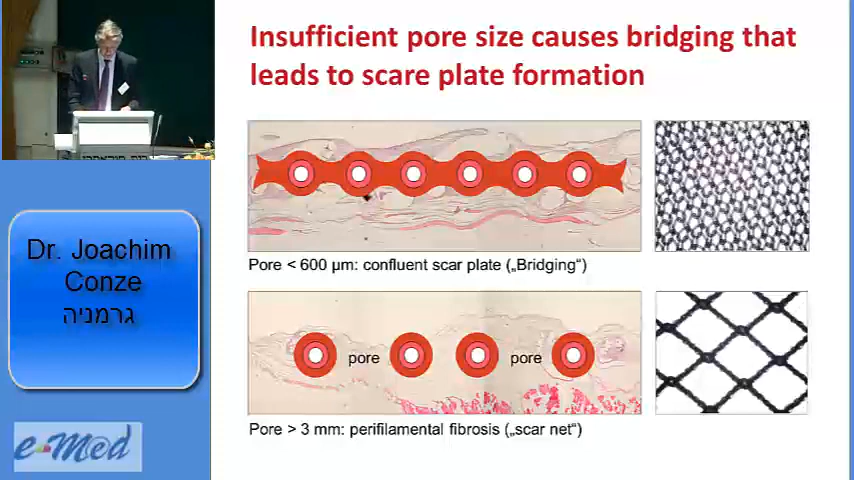 Insufficient pore size causes bridging that
leads to scare plate formation
Pore < 600 µm: confluent scar plate („Bridging“)
pore
pore
Pore > 3 mm: perifilamental fibrosis („scar net“)
Dr. Joachim
Conze
גרמניה
e-Med